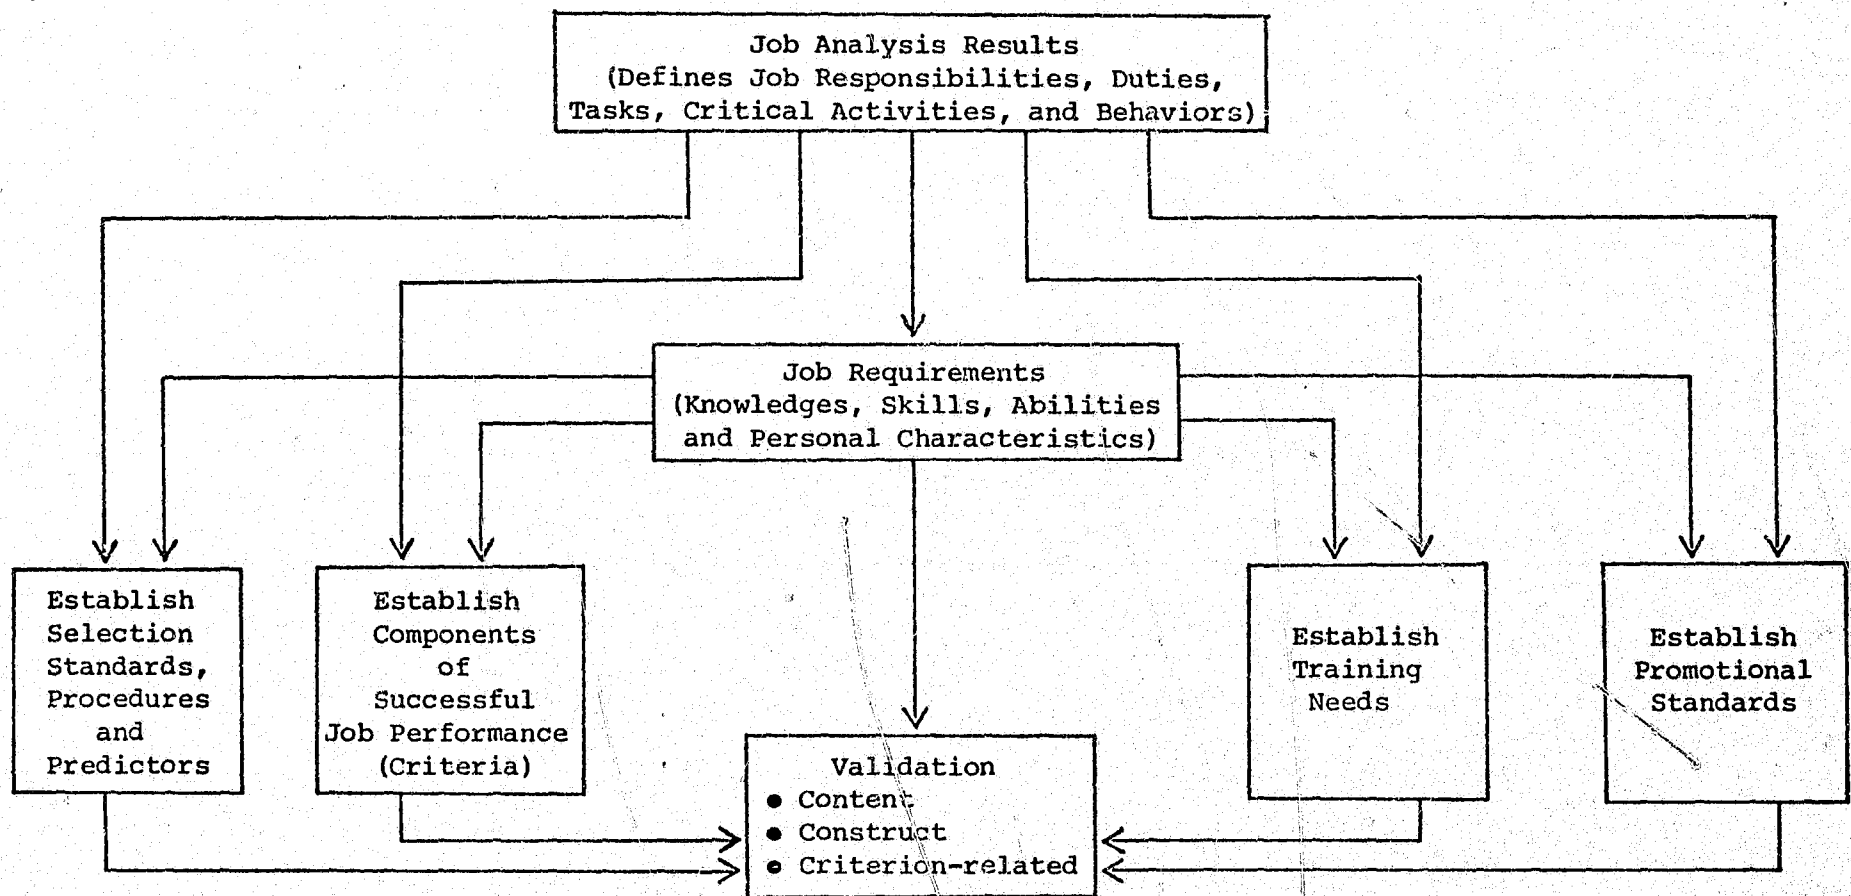 Job Analysis Results
(Defines Job Responsibilities, Duties,
Tasks, Critical Activities, and Behaviors)
Job Requirements
(Knowledges, Skills, Abilities
and Personal Characteristics)
Establish
Selection
Standards,
Procedures
and
Predictors
Establish
Components
of
Successful
Job Performance
(Criteria)
Validation
● Content
● Construct
● Criterion-related
Establish
Training
Needs
Establish
Promotional
Standards